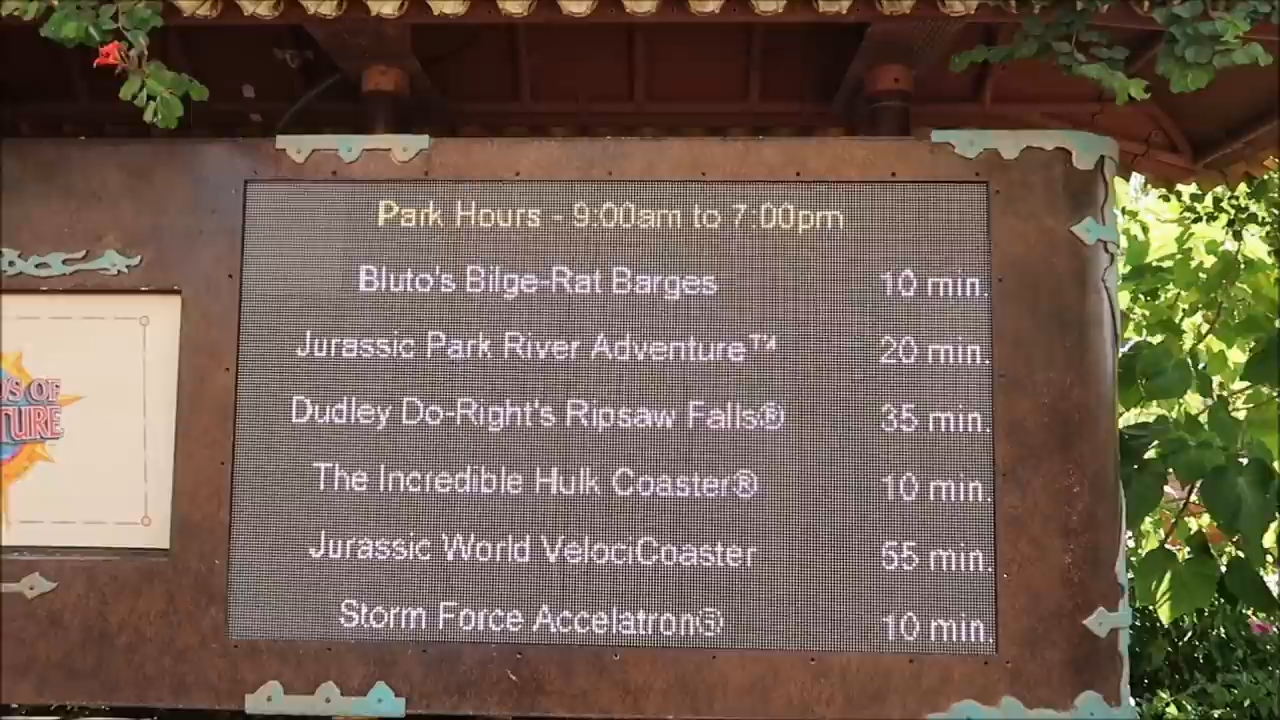 Park Hours - 9:00am to 7:00pm
Bluto's Bilge-Rat Barges 10 min.
Jurassic Park River Adventure™ 20 min.
Dudley Do-Right's Ripsaw Falls® 35 min.
The Incredible Hulk Coaster® 10 min.
Jurassic World VelociCoaster 55 min.
Storm Force Accelatron® 10 min.
OF